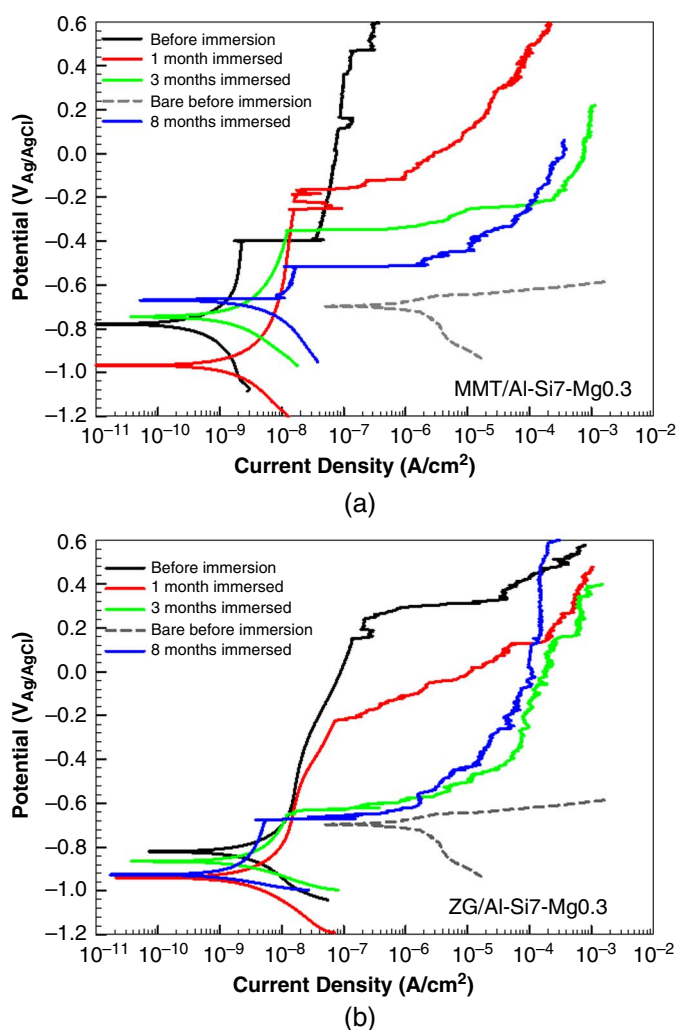 0.6
0.4
0.2
0.0
−0.2
−0.4
−0.6
−0.8
−1.0
−1.2
Potential (V_Ag/AgCl)
Before immersion
1 month immersed
3 months immersed
Bare before immersion
8 months immersed
MMT/Al-Si7-Mg0.3
10⁻¹¹ 10⁻¹⁰ 10⁻⁹ 10⁻⁸ 10⁻⁷ 10⁻⁶ 10⁻⁵ 10⁻⁴ 10⁻³ 10⁻²
Current Density (A/cm²)
(a)
0.6
0.4
0.2
0.0
−0.2
−0.4
−0.6
−0.8
−1.0
−1.2
Potential (V_Ag/AgCl)
Before immersion
1 month immersed
3 months immersed
Bare before immersion
8 months immersed
ZG/Al-Si7-Mg0.3
10⁻¹¹ 10⁻¹⁰ 10⁻⁹ 10⁻⁸ 10⁻⁷ 10⁻⁶ 10⁻⁵ 10⁻⁴ 10⁻³ 10⁻²
Current Density (A/cm²)
(b)